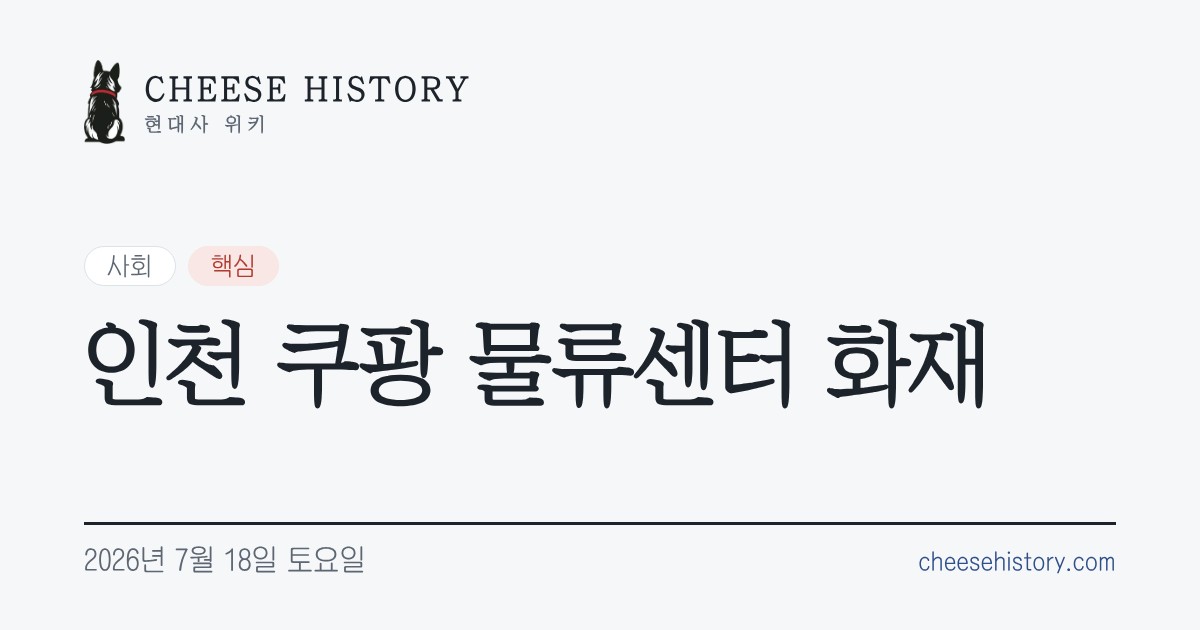 CHEESE HISTORY
현대사 위키
사회 핵심
인천 쿠팡 물류센터 화재
2026년 7월 18일 토요일
cheesehistory.com